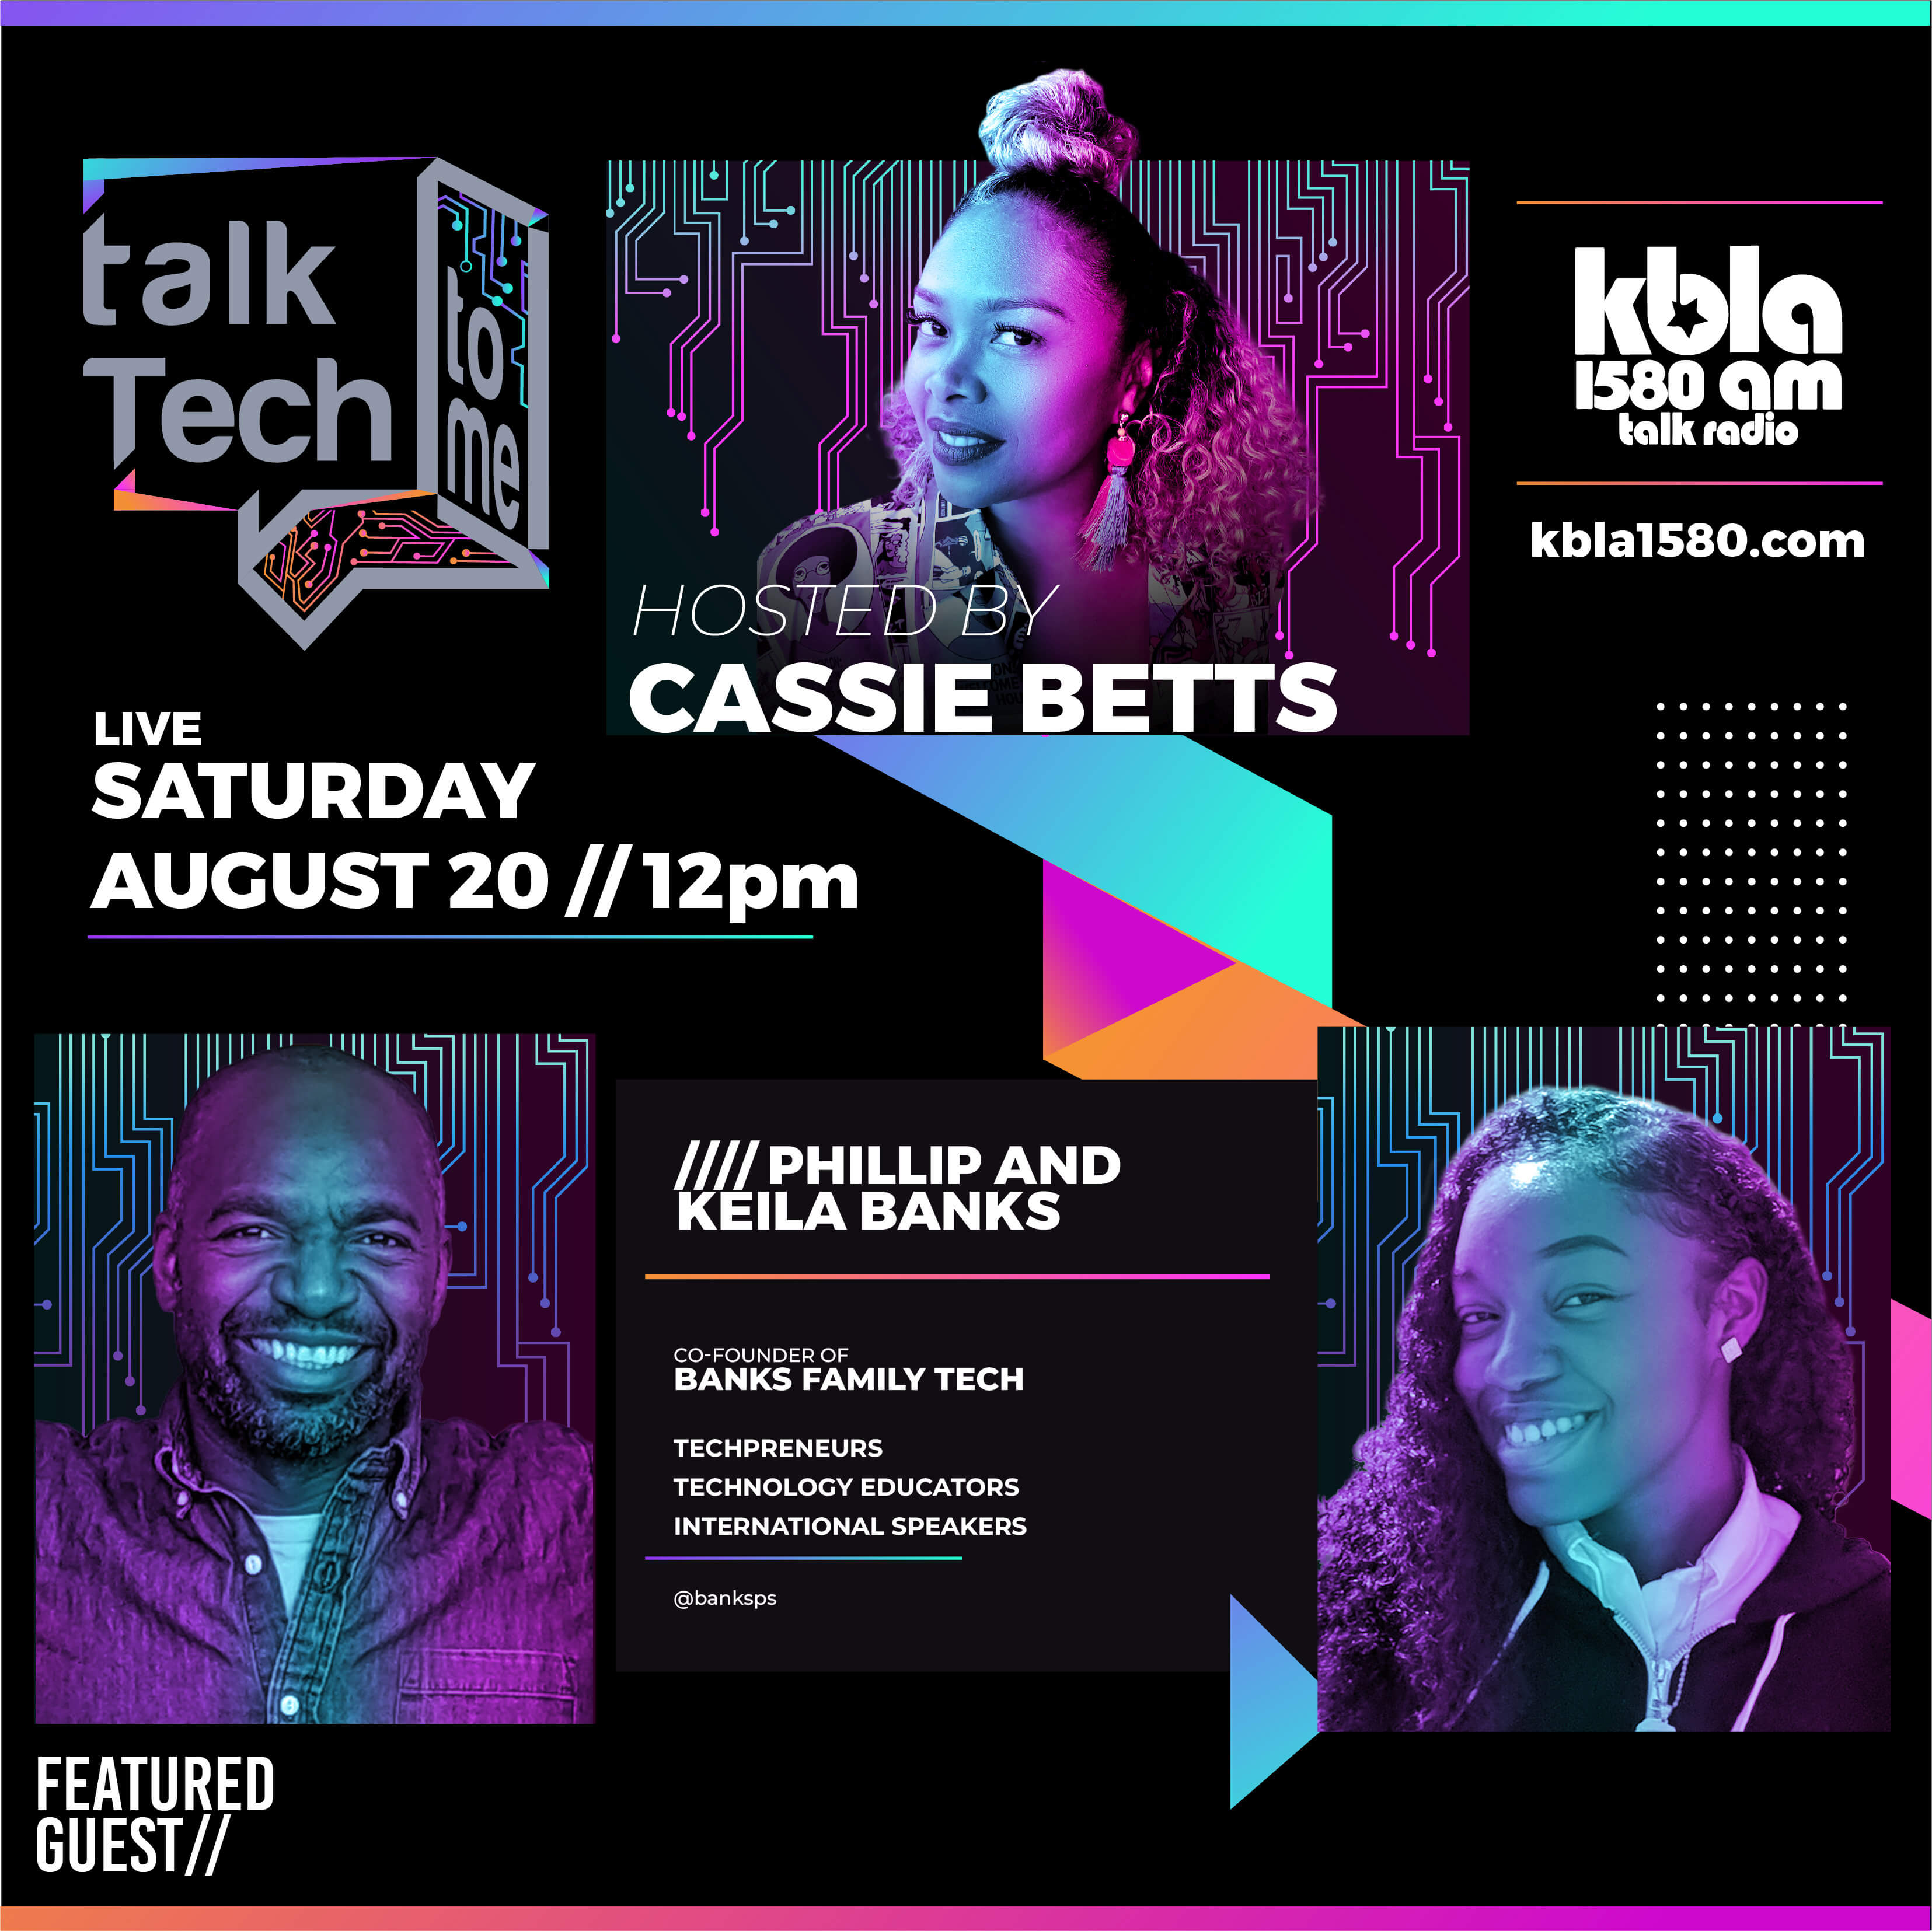 talk
Tech
to
me
HOSTED BY
CASSIE BETTS
kbla
1580 am
talk radio
kbla1580.com
LIVE
SATURDAY
AUGUST 20 // 12pm
//// PHILLIP AND
KEILA BANKS
CO-FOUNDER OF
BANKS FAMILY TECH
TECHPRENEURS
TECHNOLOGY EDUCATORS
INTERNATIONAL SPEAKERS
@banksps
FEATURED
GUEST//